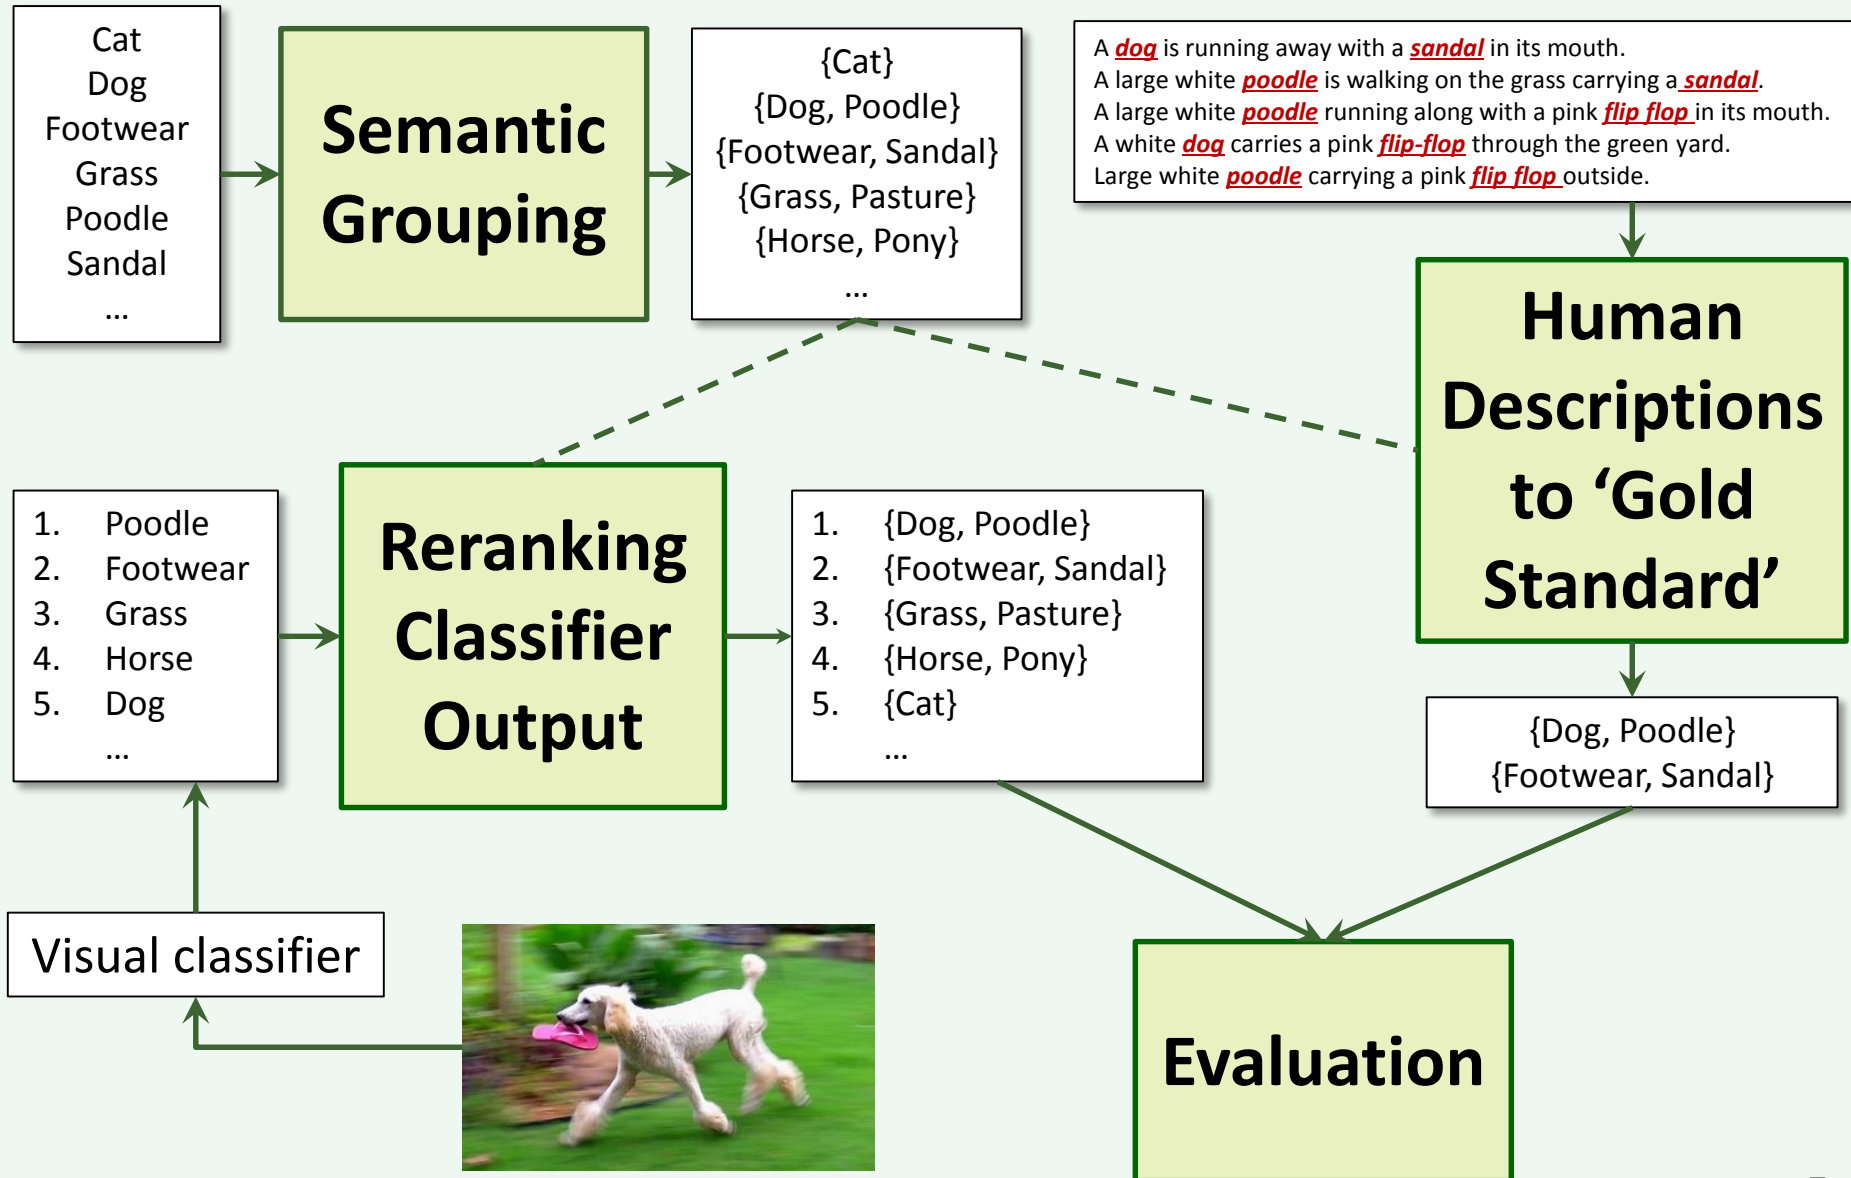 Cat
Dog
Footwear
Grass
Poodle
Sandal
...
Semantic
Grouping
{Cat}
{Dog, Poodle}
{Footwear, Sandal}
{Grass, Pasture}
{Horse, Pony}
...
A dog is running away with a sandal in its mouth.
A large white poodle is walking on the grass carrying a sandal.
A large white poodle running along with a pink flip flop in its mouth.
A white dog carries a pink flip-flop through the green yard.
Large white poodle carrying a pink flip flop outside.
Human
Descriptions
to ‘Gold
Standard’
1. Poodle
2. Footwear
3. Grass
4. Horse
5. Dog
...
Reranking
Classifier
Output
1. {Dog, Poodle}
2. {Footwear, Sandal}
3. {Grass, Pasture}
4. {Horse, Pony}
5. {Cat}
...
{Dog, Poodle}
{Footwear, Sandal}
Visual classifier
Evaluation